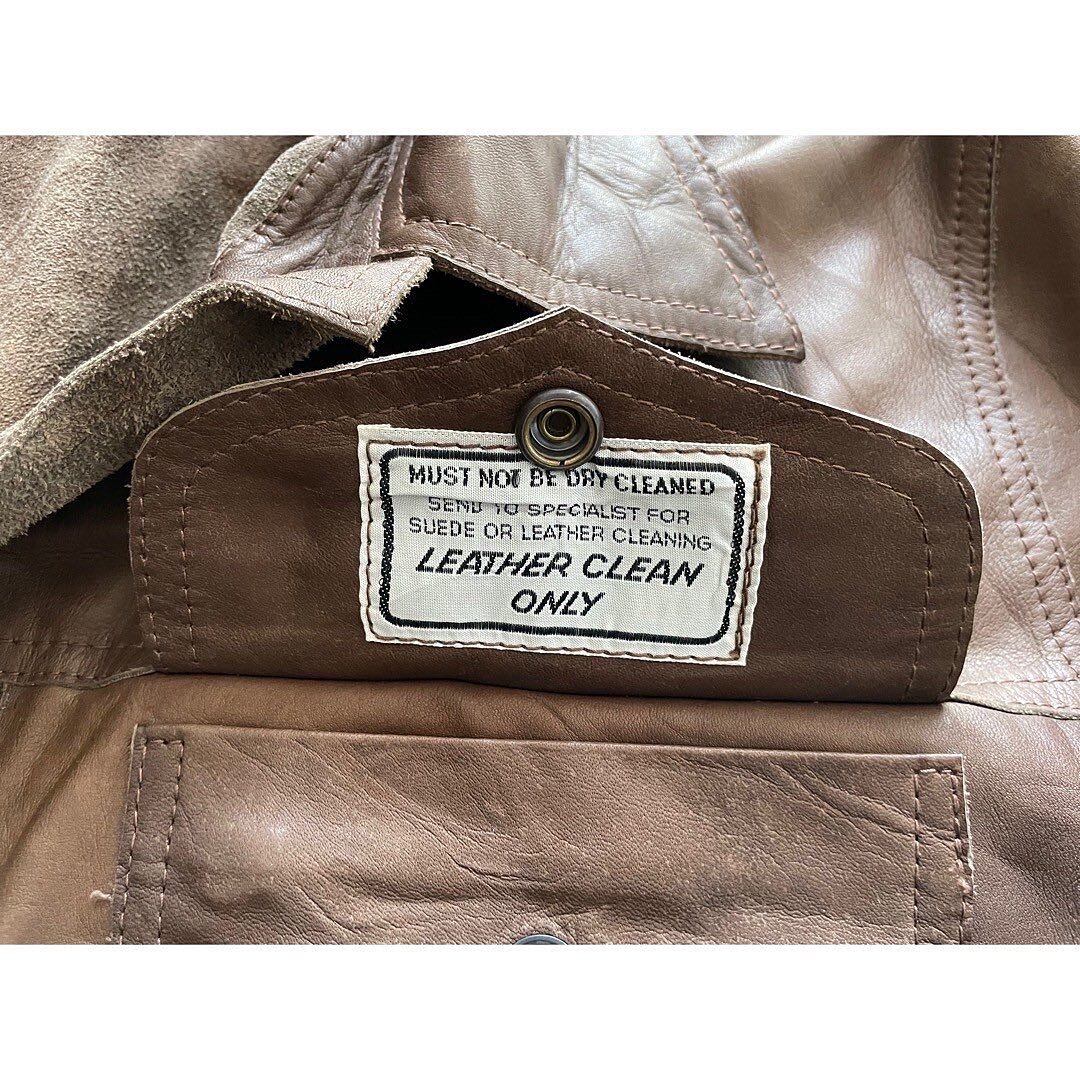 MUST NOT BE DRY CLEANED
SEND TO SPECIALIST FOR
SUEDE OR LEATHER CLEANING
LEATHER CLEAN
ONLY